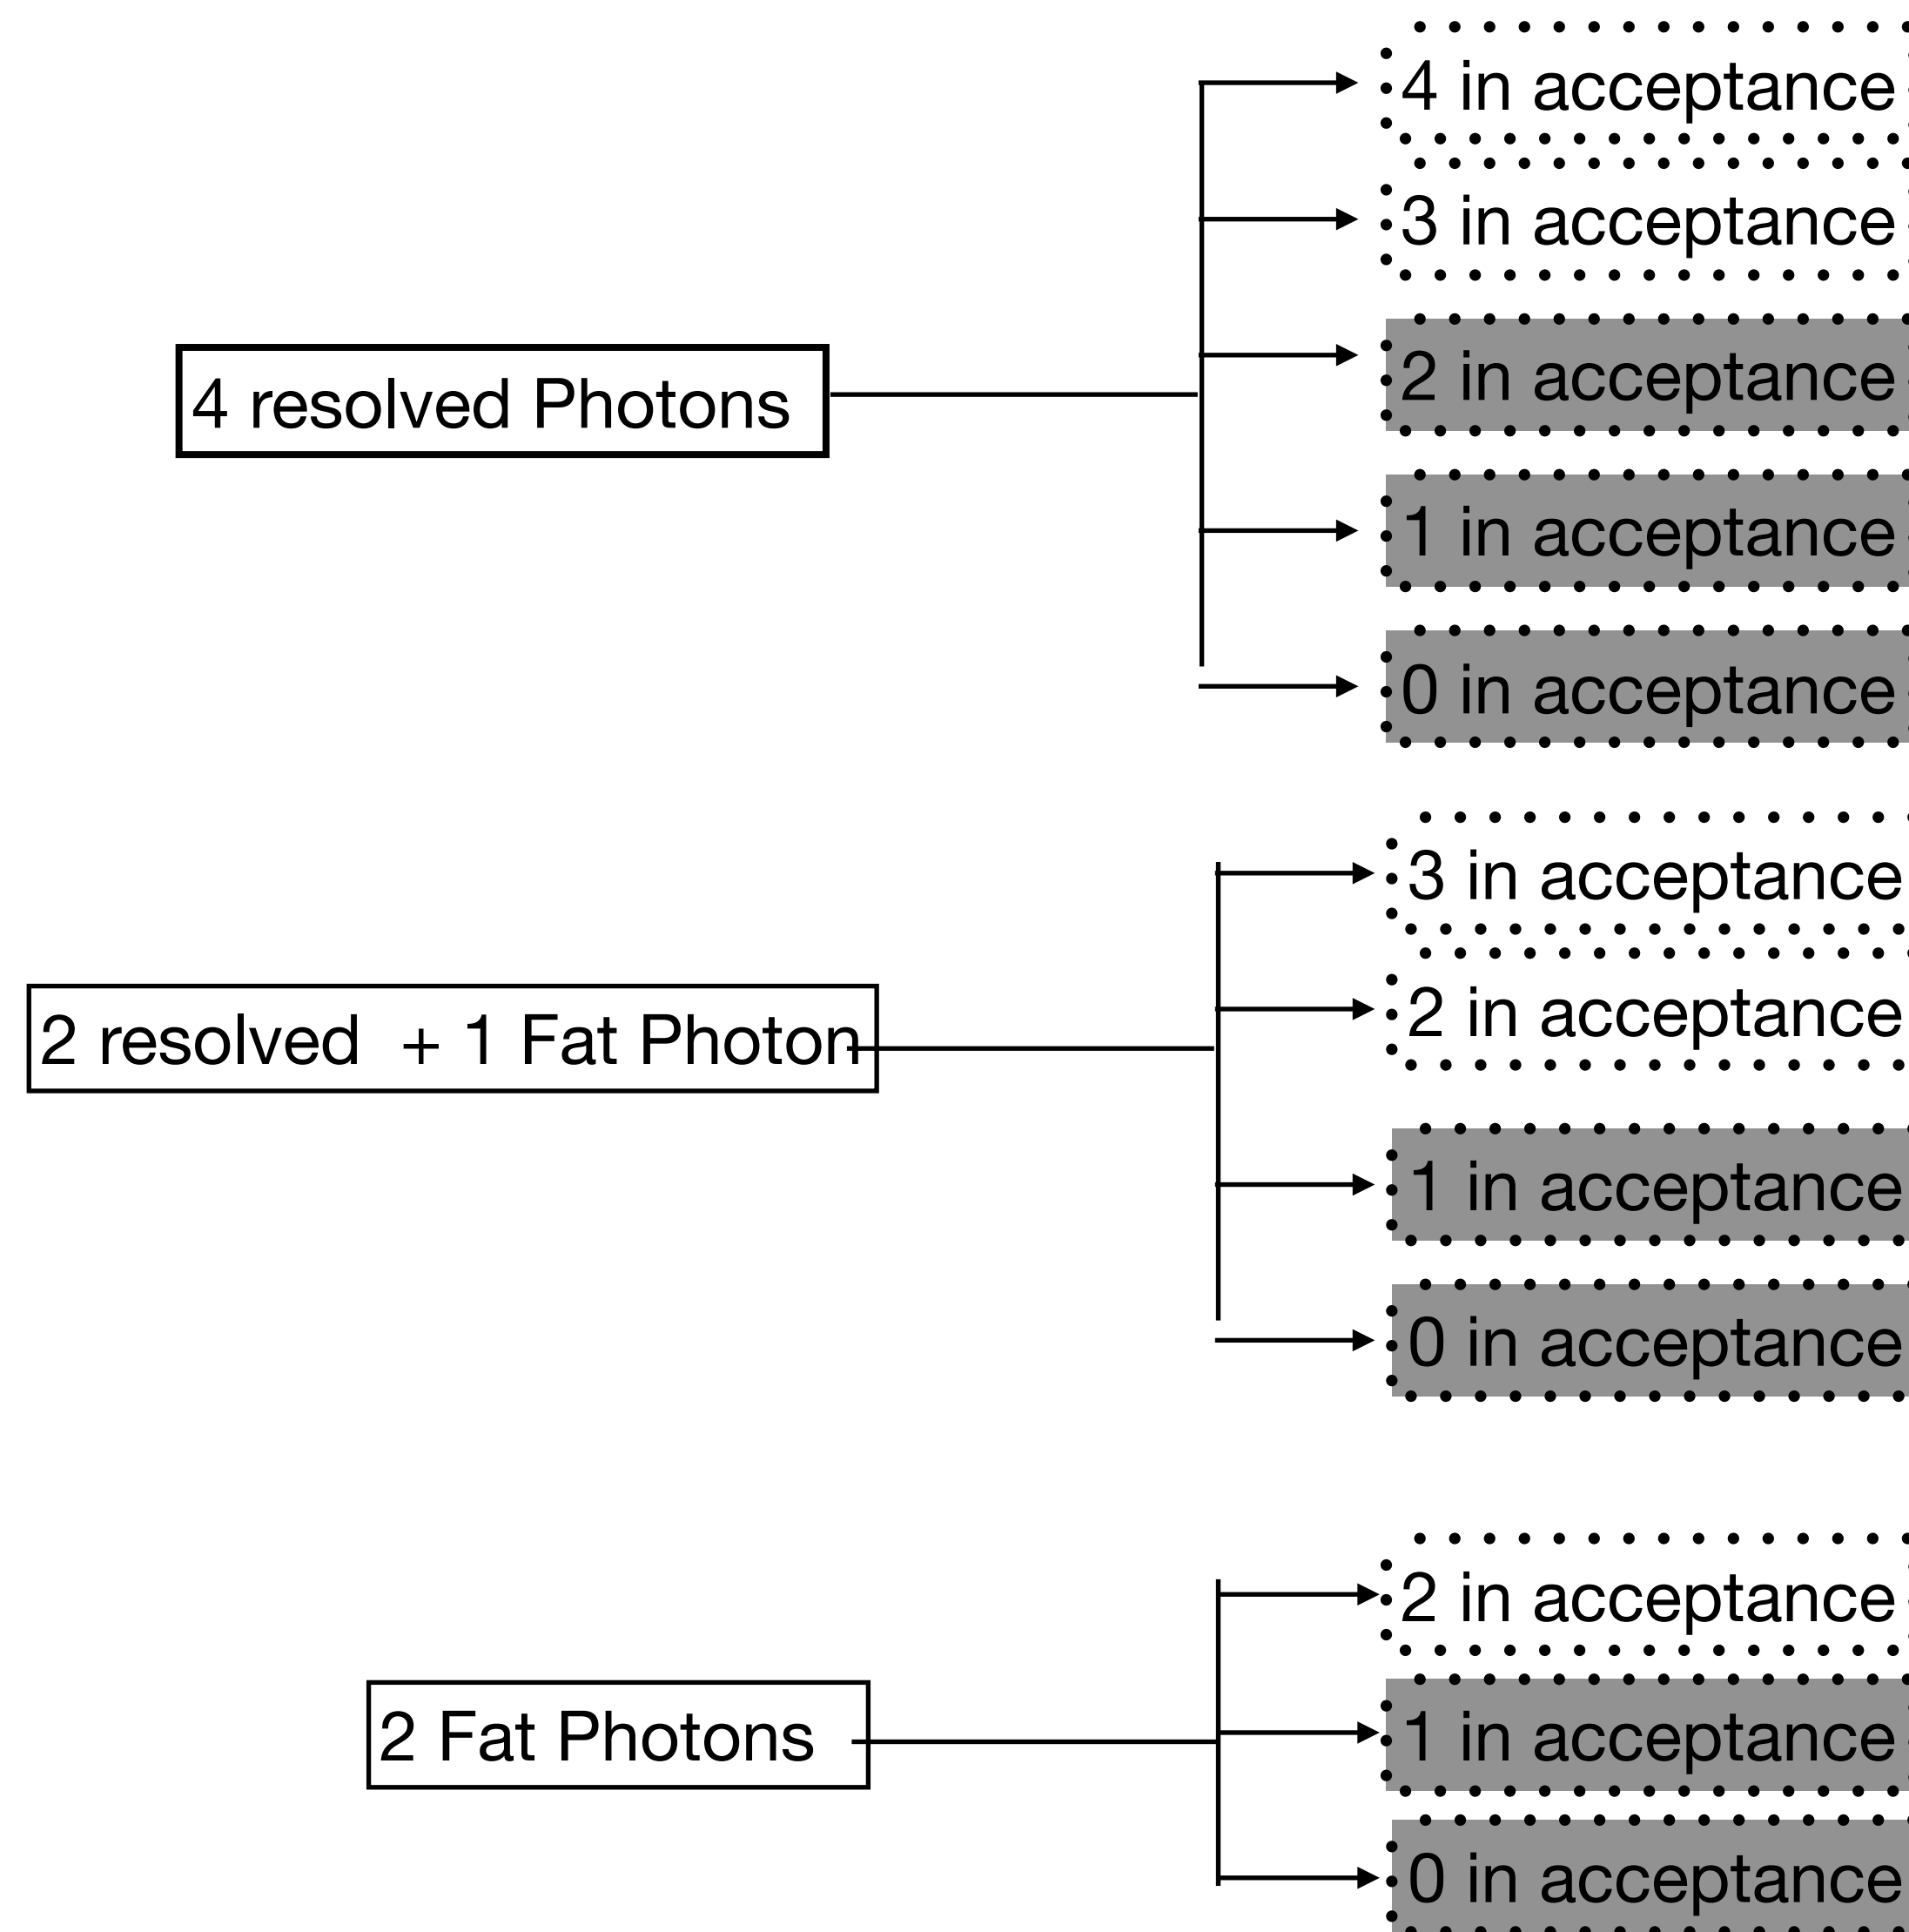 4 in acceptance
3 in acceptance
2 in acceptance
4 resolved Photons
1 in acceptance
0 in acceptance
3 in acceptance
2 in acceptance
2 resolved + 1 Fat Photon
1 in acceptance
0 in acceptance
2 in acceptance
2 Fat Photons
1 in acceptance
0 in acceptance